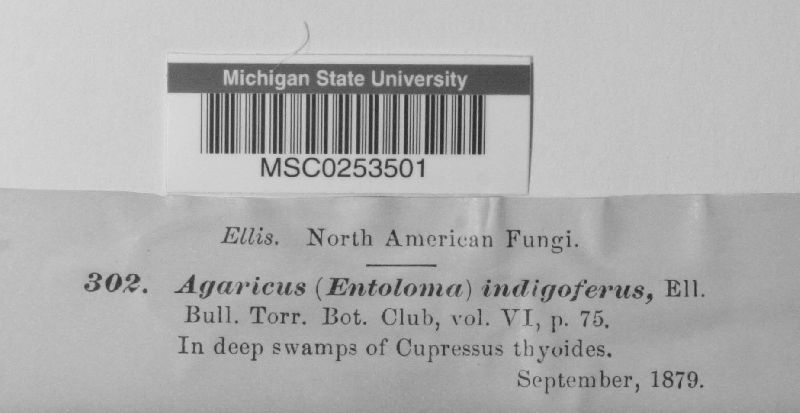 Michigan State University
MSC0253501
Ellis. North American Fungi.
302. Agaricus (Entoloma) indigoferus, Ell.
Bull. Torr. Bot. Club, vol. VI, p. 75.
In deep swamps of Cupressus thyoides.
September, 1879.